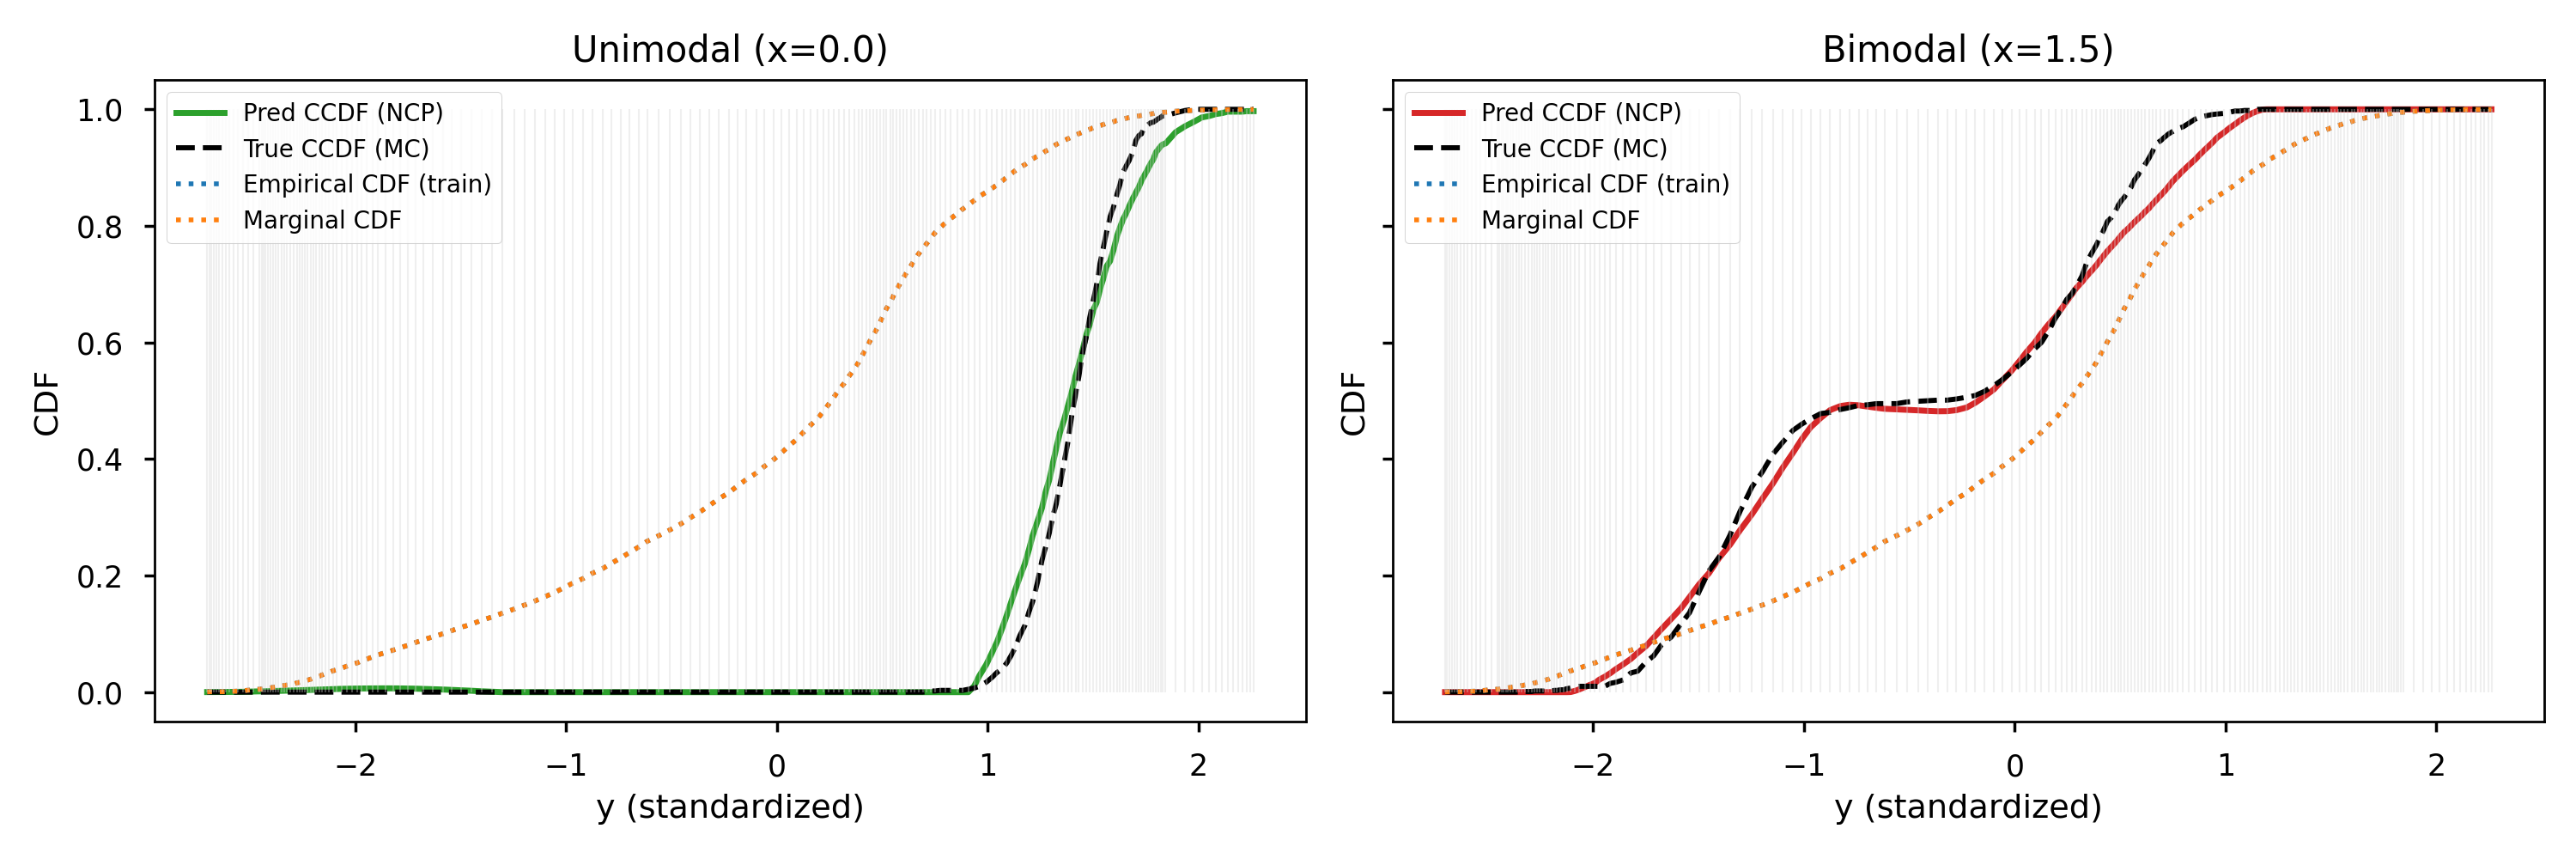 Unimodal (x=0.0)
Pred CCDF (NCP)
True CCDF (MC)
Empirical CDF (train)
Marginal CDF
CDF
1.0
0.8
0.6
0.4
0.2
0.0
−2
−1
0
1
2
y (standardized)
Bimodal (x=1.5)
Pred CCDF (NCP)
True CCDF (MC)
Empirical CDF (train)
Marginal CDF
CDF
−2
−1
0
1
2
y (standardized)